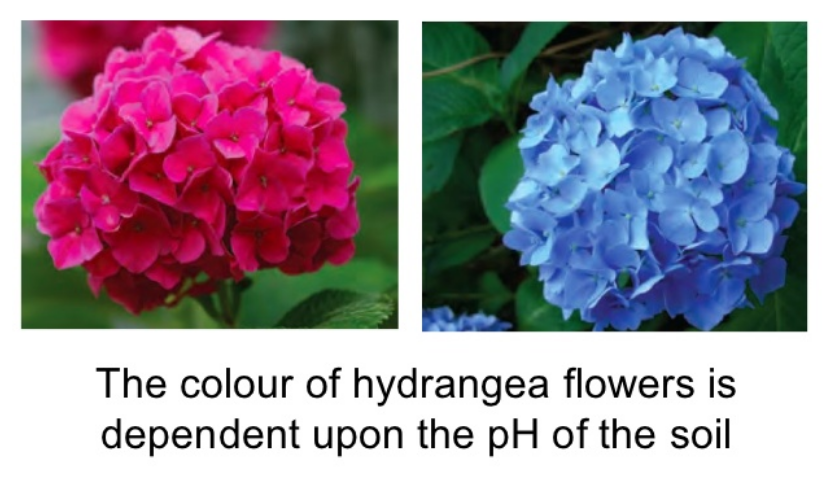 The colour of hydrangea flowers is
dependent upon the pH of the soil